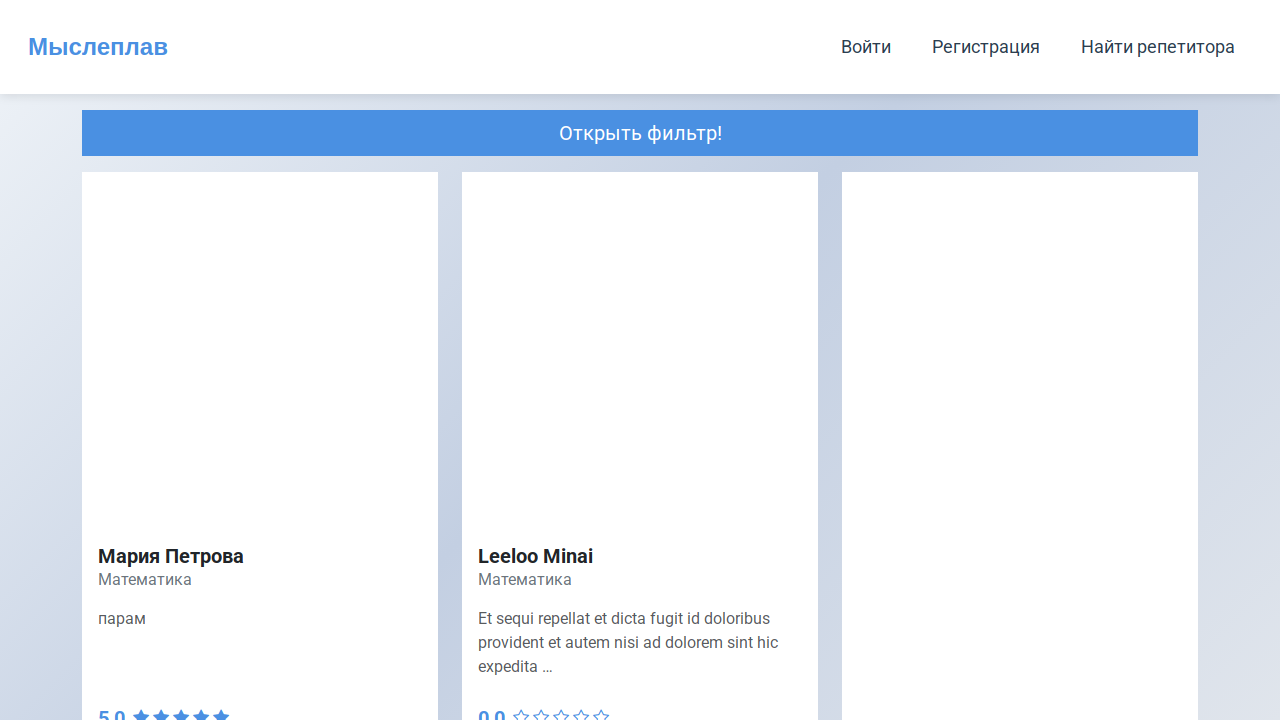 Мыслеплав
Войти
Регистрация
Найти репетитора
Открыть фильтр!
Мария Петрова
Математика
парам
5.0
Leeloo Minai
Математика
Et sequi repellat et dicta fugit id doloribus
provident et autem nisi ad dolorem sint hic
expedita ...
0.0